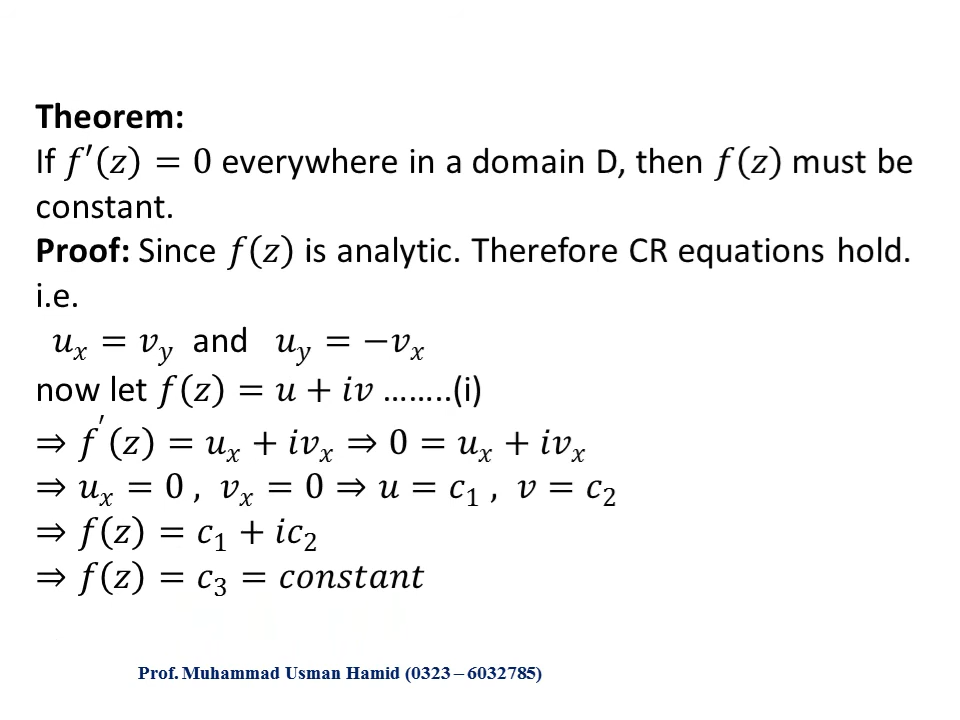 Theorem:
If f′(z) = 0 everywhere in a domain D, then f(z) must be
constant.
Proof: Since f(z) is analytic. Therefore CR equations hold.
i.e.
uₓ = v_y and u_y = −vₓ
now let f(z) = u + iv ........(i)
⇒ f′(z) = uₓ + ivₓ ⇒ 0 = uₓ + ivₓ
⇒ uₓ = 0 , vₓ = 0 ⇒ u = c₁ , v = c₂
⇒ f(z) = c₁ + ic₂
⇒ f(z) = c₃ = constant
Prof. Muhammad Usman Hamid (0323 – 6032785)